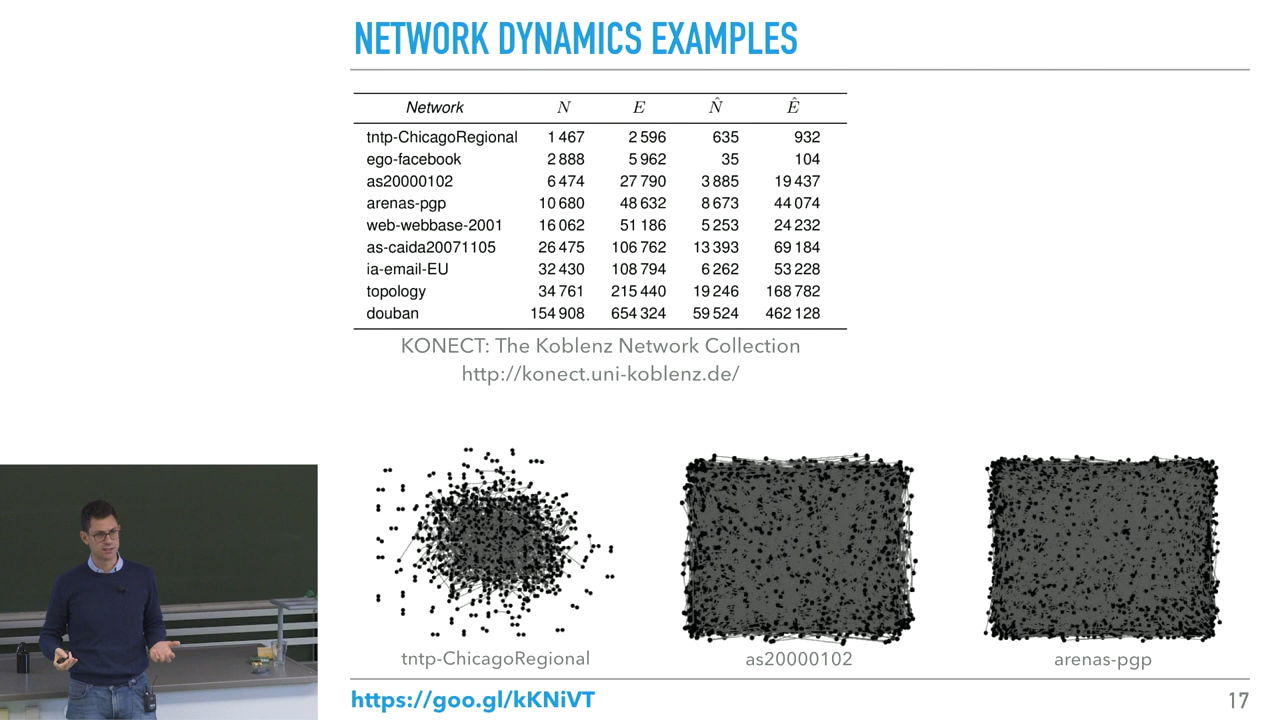 NETWORK DYNAMICS EXAMPLES
Network N E N̂ Ê
tntp-ChicagoRegional 1 467 2 596 635 932
ego-facebook 2 888 5 962 35 104
as20000102 6 474 27 790 3 885 19 437
arenas-pgp 10 680 48 632 8 673 44 074
web-webbase-2001 16 062 51 186 5 253 24 232
as-caida20071105 26 475 106 762 13 393 69 184
ia-email-EU 32 430 108 794 6 262 53 228
topology 34 761 215 440 19 246 168 782
douban 154 908 654 324 59 524 462 128
KONECT: The Koblenz Network Collection
http://konect.uni-koblenz.de/
tntp-ChicagoRegional as20000102 arenas-pgp
https://goo.gl/kKNiVT 17